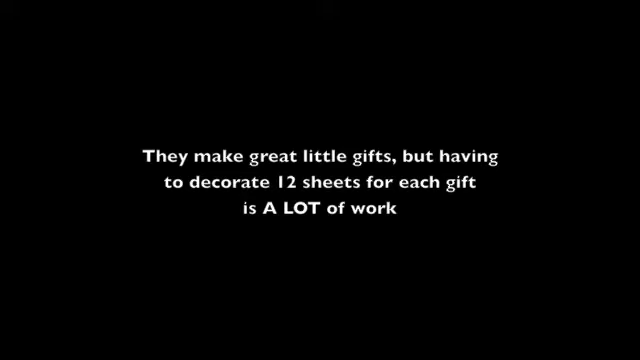 They make great little gifts, but having
to decorate 12 sheets for each gift
is A LOT of work